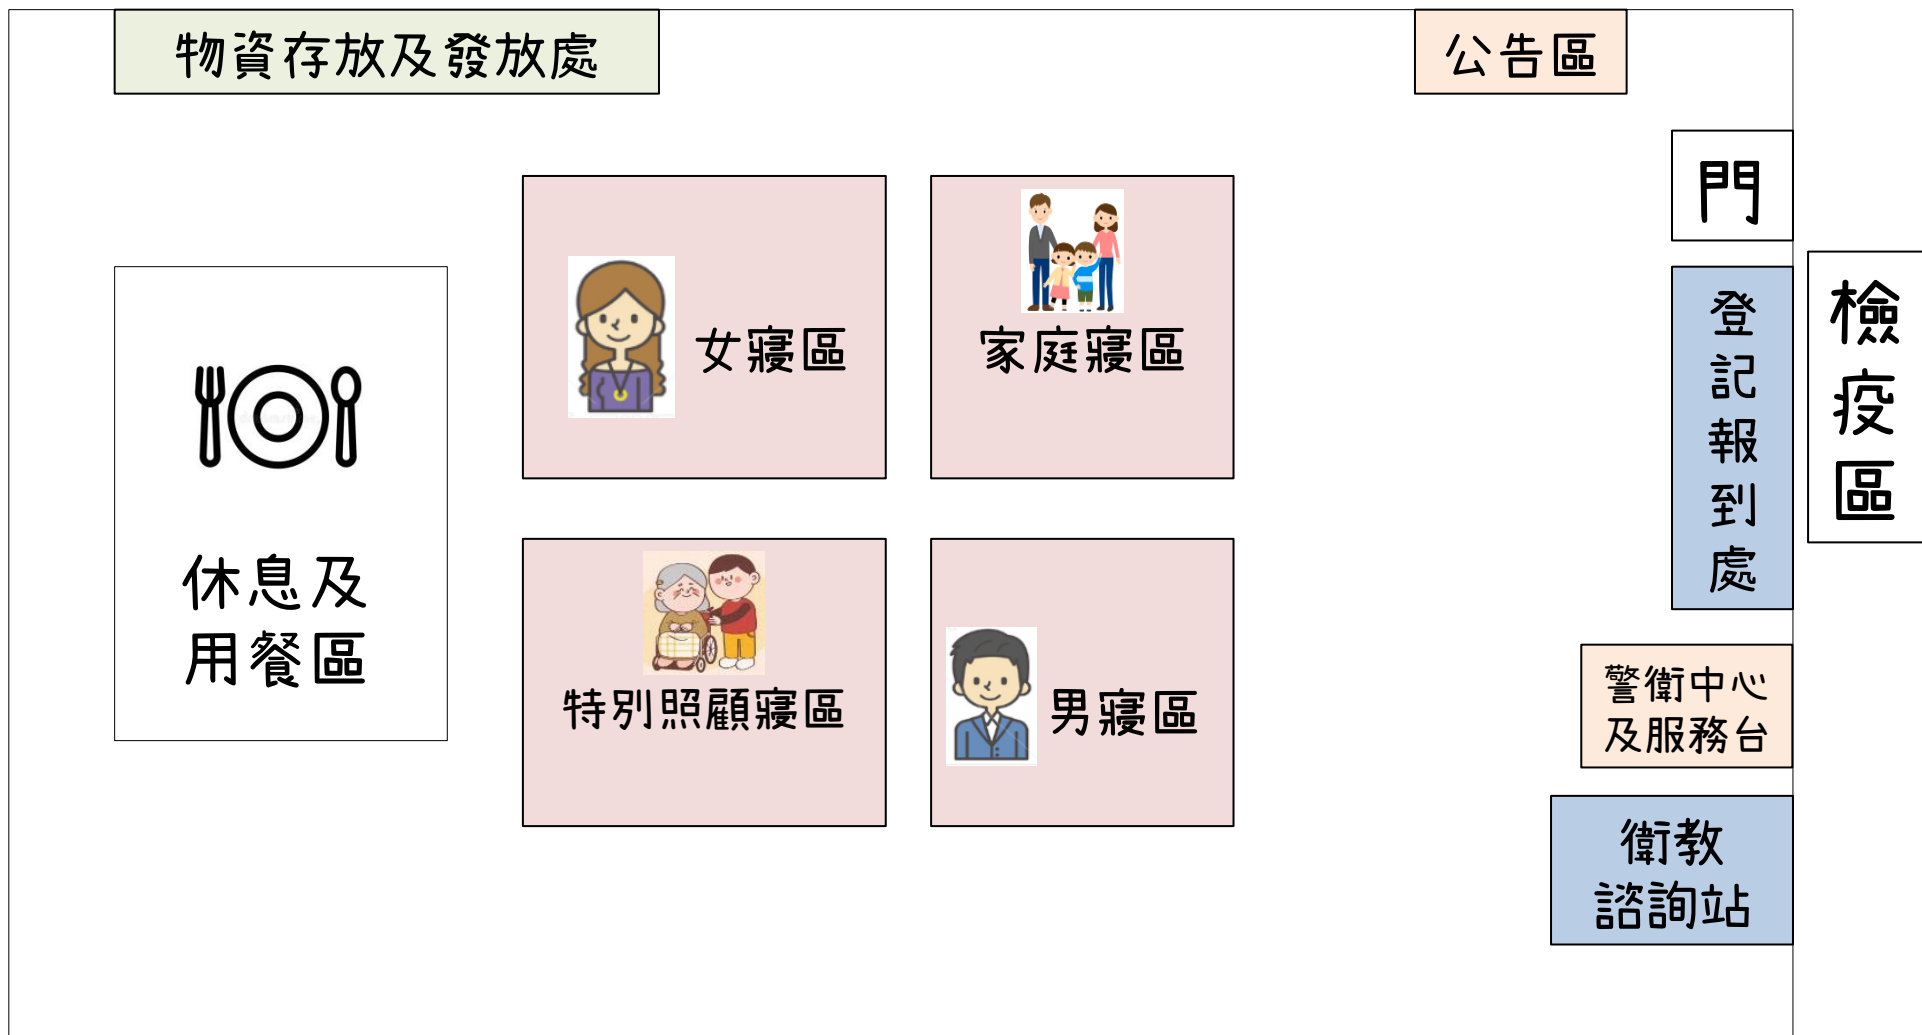 物資存放及發放處
公告區
門
檢
疫
區
登
記
報
到
處
女寢區
家庭寢區
休息及
用餐區
特別照顧寢區
男寢區
警衛中心
及服務台
衛教
諮詢站